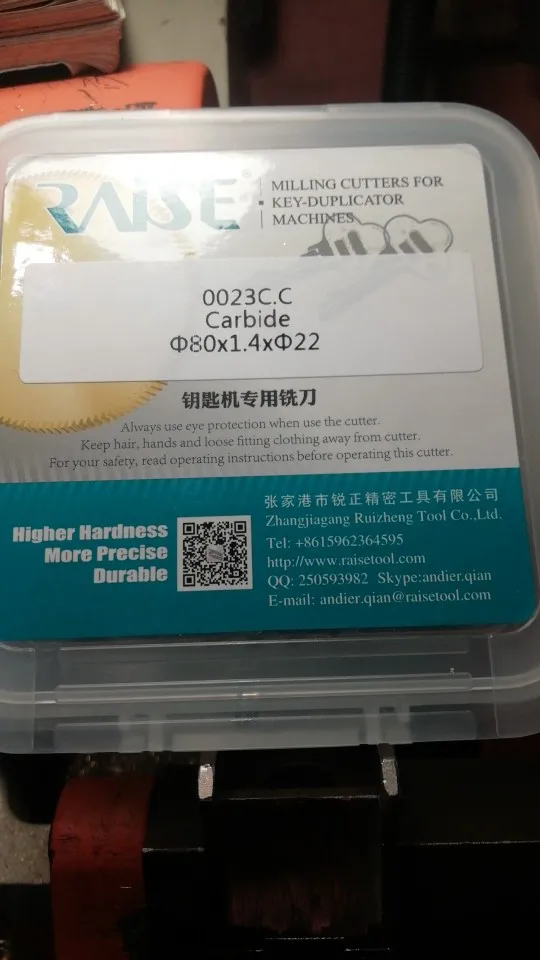 RAISE®
MILLING CUTTERS FOR
KEY-DUPLICATOR
MACHINES
0023C.C
Carbide
Φ80x1.4xΦ22
钥匙机专用铣刀
Always use eye protection when use the cutter.
Keep hair, hands and loose fitting clothing away from cutter.
For your safety, read operating instructions before operating this cutter.
Higher Hardness
More Precise
Durable
张家港市锐正精密工具有限公司
Zhangjiagang Ruizheng Tool Co.,Ltd.
Tel: +8615962364595
http://www.raisetool.com
QQ: 250593982 Skype:andier.qian
E-mail: andier.qian@raisetool.com